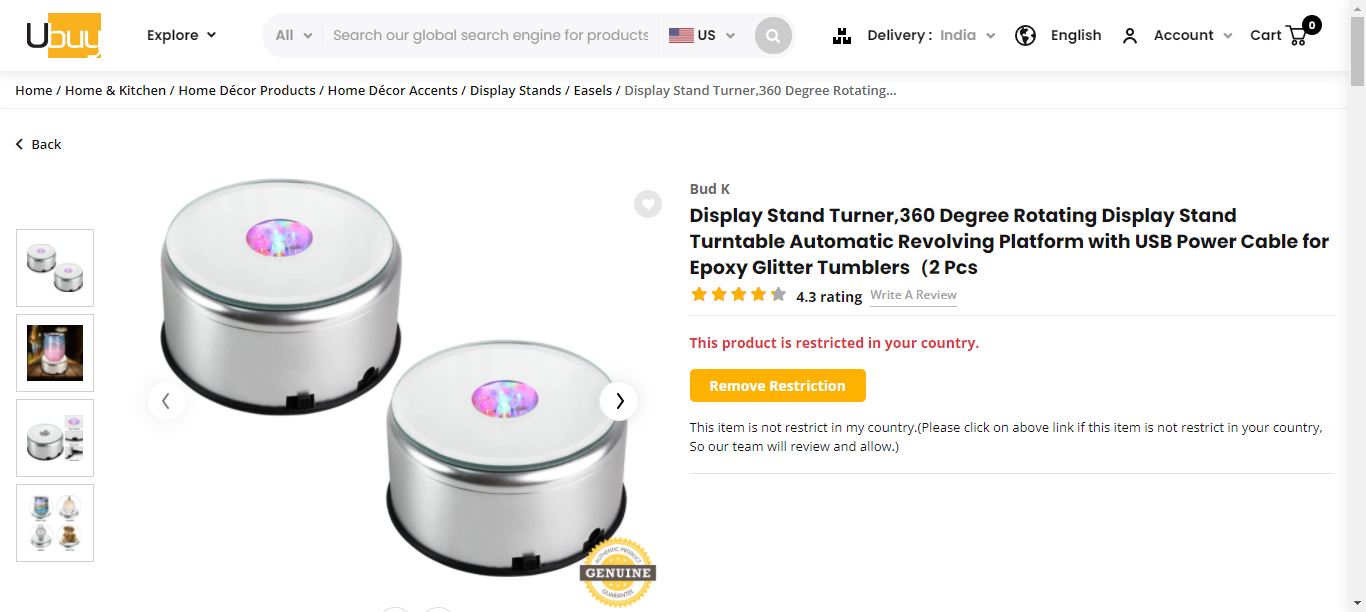 Ubuy
Explore
All
Search our global search engine for products
US
Delivery : India
English
Account
Cart
0
Home / Home & Kitchen / Home Décor Products / Home Décor Accents / Display Stands / Easels / Display Stand Turner,360 Degree Rotating...
Back
Bud K
Display Stand Turner,360 Degree Rotating Display Stand
Turntable Automatic Revolving Platform with USB Power Cable for
Epoxy Glitter Tumblers（2 Pcs
4.3 rating
Write A Review
This product is restricted in your country.
Remove Restriction
This item is not restrict in my country.(Please click on above link if this item is not restrict in your country,
So our team will review and allow.)
AUTHENTIC PRODUCT
GENUINE
GUARANTEE